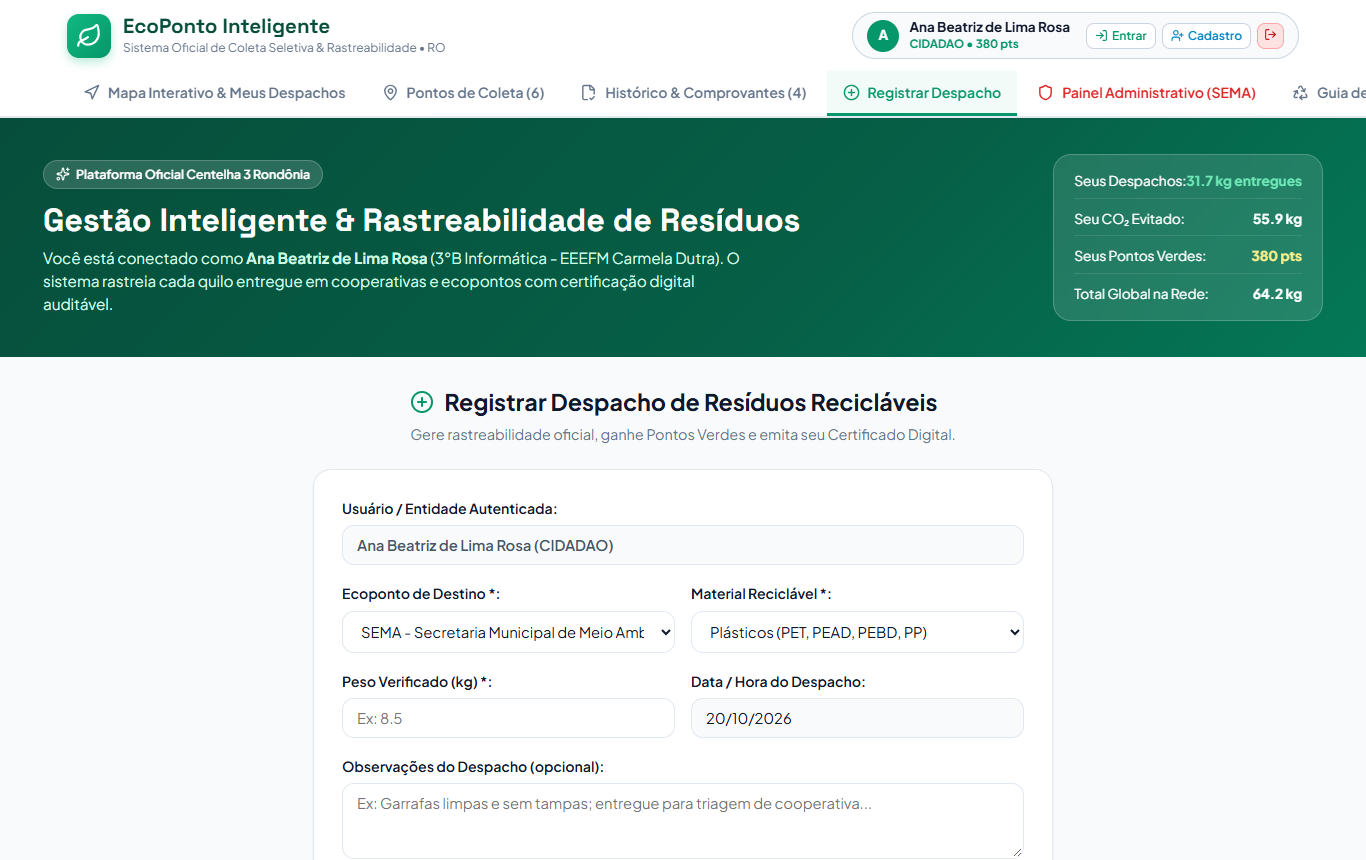 EcoPonto Inteligente
Sistema Oficial de Coleta Seletiva & Rastreabilidade • RO
A
Ana Beatriz de Lima Rosa
CIDADAO • 380 pts
Entrar
Cadastro
Mapa Interativo & Meus Despachos
Pontos de Coleta (6)
Histórico & Comprovantes (4)
Registrar Despacho
Painel Administrativo (SEMA)
Guia de
Plataforma Oficial Centelha 3 Rondônia
Gestão Inteligente & Rastreabilidade de Resíduos
Você está conectado como Ana Beatriz de Lima Rosa (3°B Informática - EEEFM Carmela Dutra). O
sistema rastreia cada quilo entregue em cooperativas e ecopontos com certificação digital
auditável.
Seus Despachos:31.7 kg entregues
Seu CO₂ Evitado: 55.9 kg
Seus Pontos Verdes: 380 pts
Total Global na Rede: 64.2 kg
Registrar Despacho de Resíduos Recicláveis
Gere rastreabilidade oficial, ganhe Pontos Verdes e emita seu Certificado Digital.
Usuário / Entidade Autenticada:
Ana Beatriz de Lima Rosa (CIDADAO)
Ecoponto de Destino *:
Material Reciclável *:
SEMA - Secretaria Municipal de Meio Amb
Plásticos (PET, PEAD, PEBD, PP)
Peso Verificado (kg) *:
Data / Hora do Despacho:
Ex: 8.5
20/10/2026
Observações do Despacho (opcional):
Ex: Garrafas limpas e sem tampas; entregue para triagem de cooperativa...